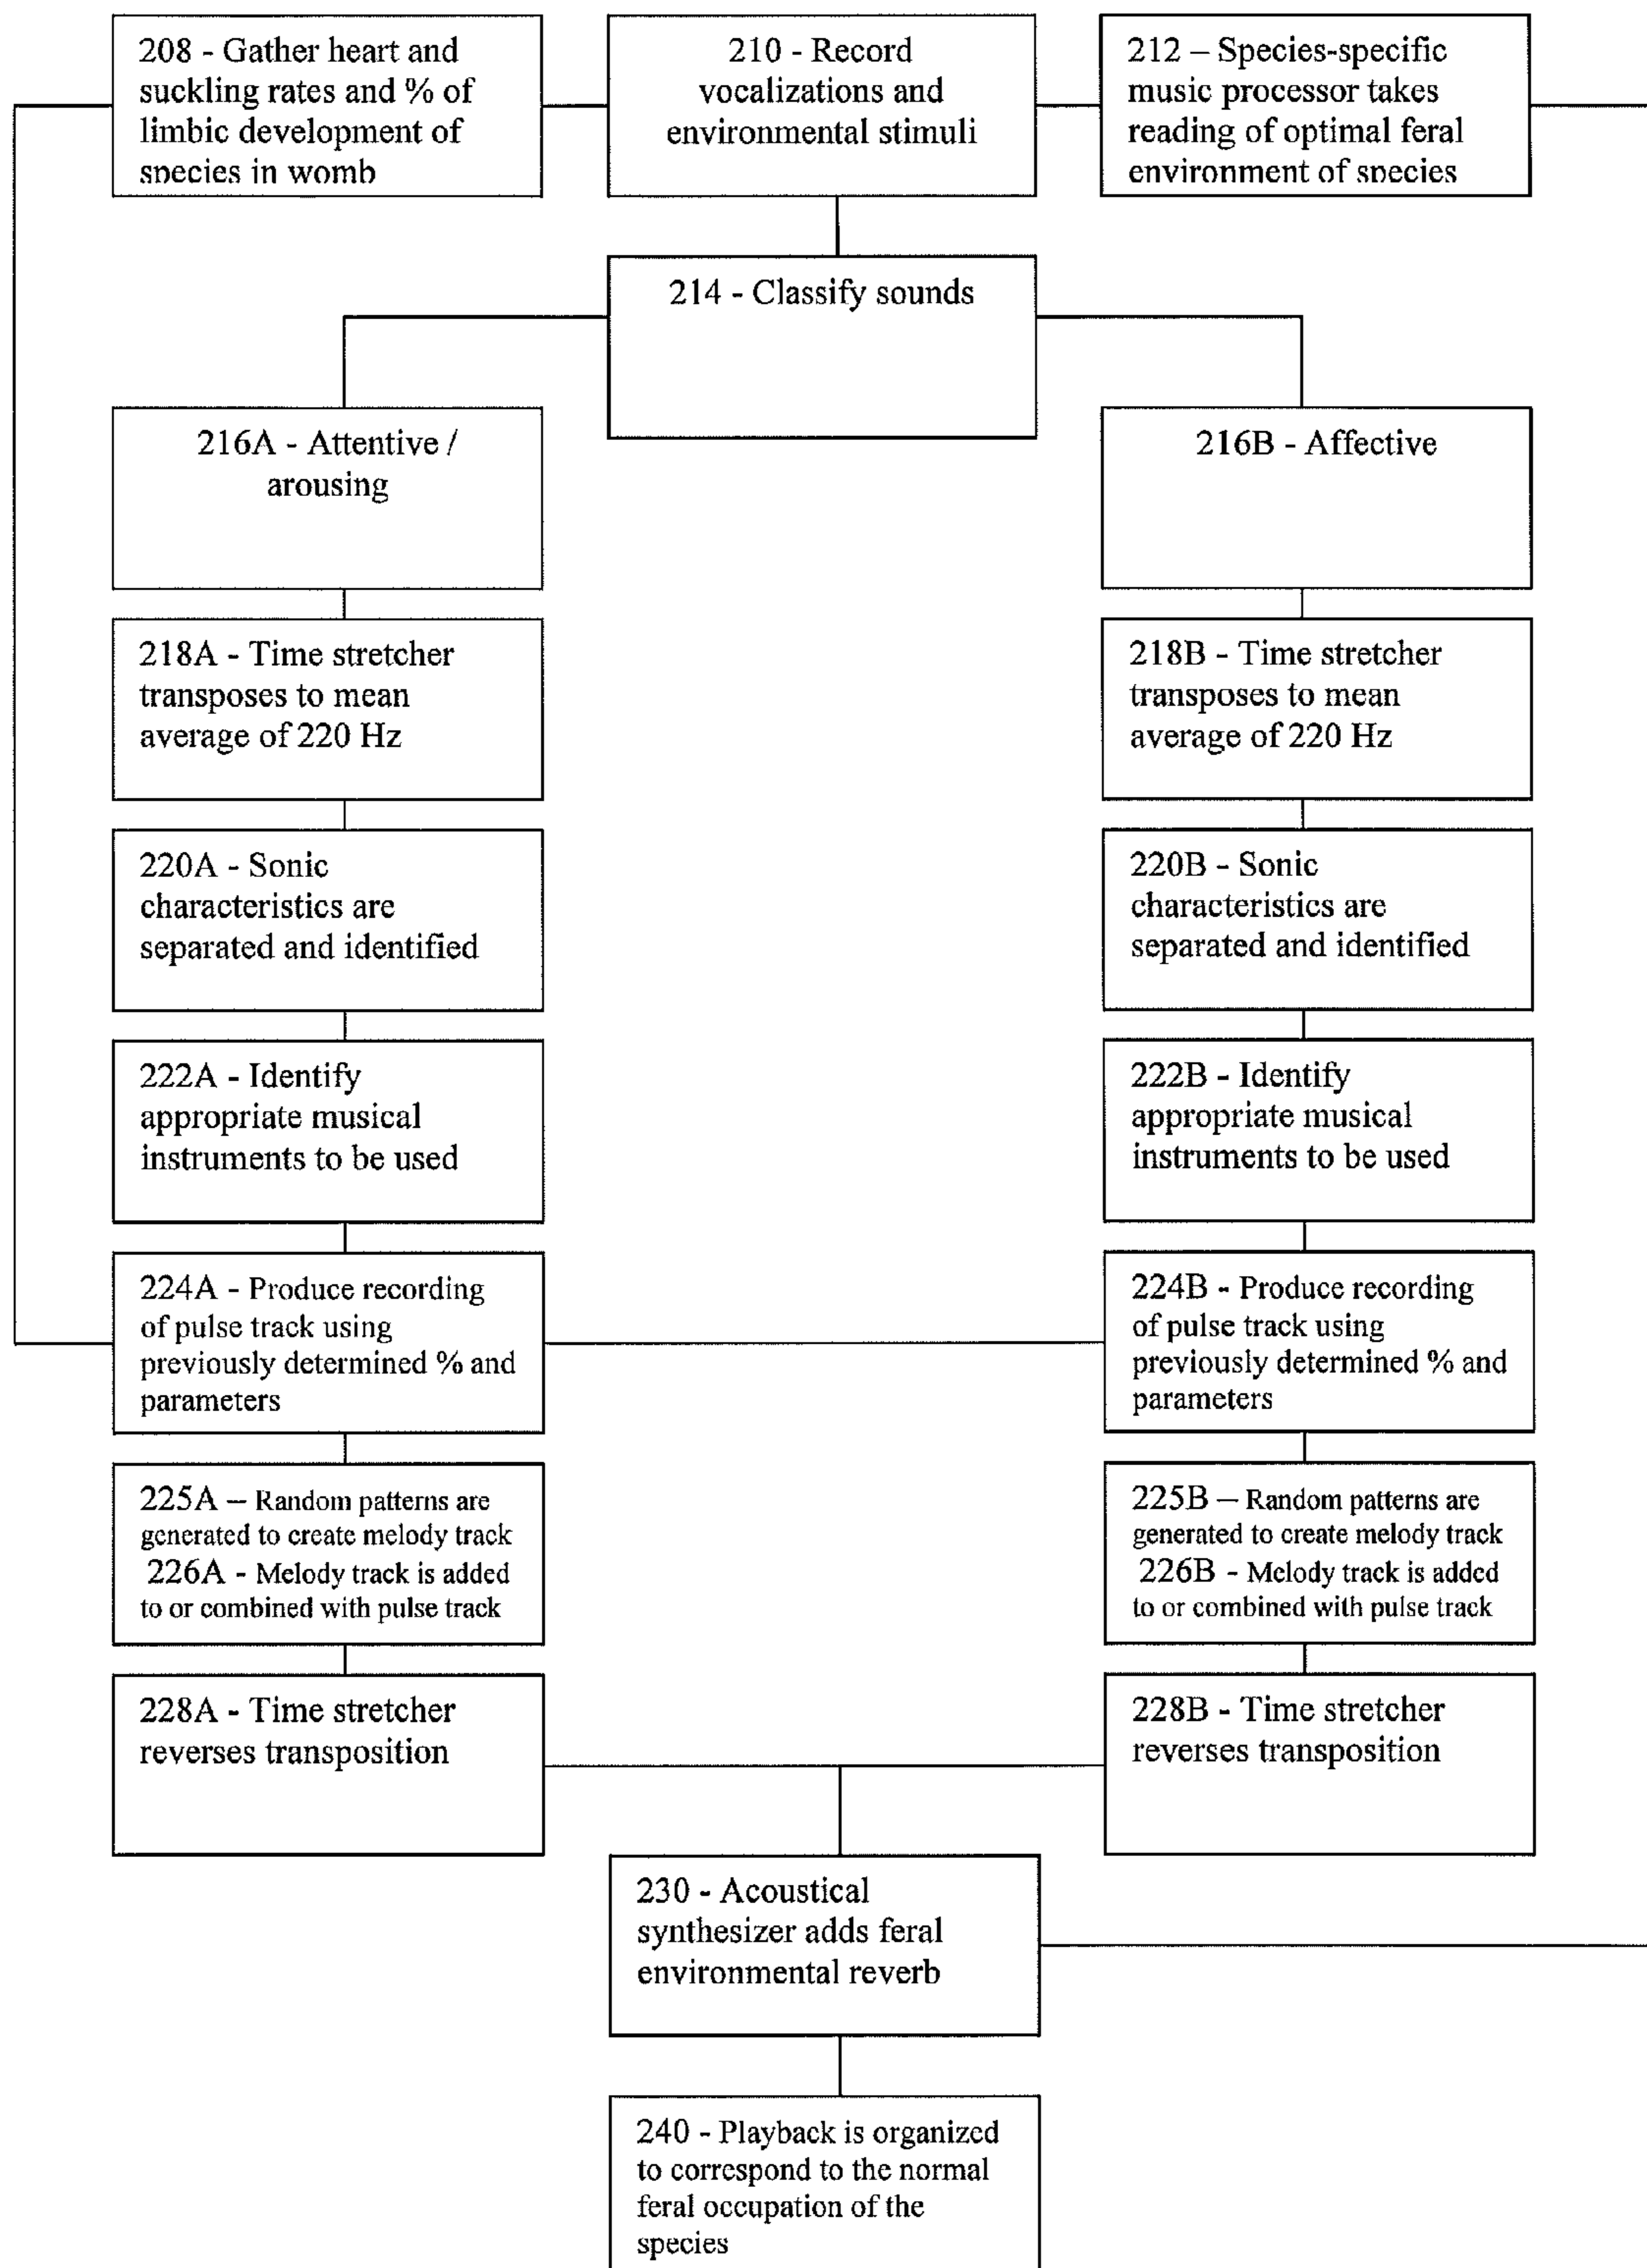 208 - Gather heart and
suckling rates and % of
limbic development of
species in womb
210 - Record
vocalizations and
environmental stimuli
212 – Species-specific
music processor takes
reading of optimal feral
environment of species
214 - Classify sounds
216A - Attentive /
arousing
216B - Affective
218A - Time stretcher
transposes to mean
average of 220 Hz
218B - Time stretcher
transposes to mean
average of 220 Hz
220A - Sonic
characteristics are
separated and identified
220B - Sonic
characteristics are
separated and identified
222A - Identify
appropriate musical
instruments to be used
222B - Identify
appropriate musical
instruments to be used
224A - Produce recording
of pulse track using
previously determined % and
parameters
224B - Produce recording
of pulse track using
previously determined % and
parameters
225A – Random patterns are
generated to create melody track
226A - Melody track is added
to or combined with pulse track
225B – Random patterns are
generated to create melody track
226B - Melody track is added
to or combined with pulse track
228A - Time stretcher
reverses transposition
228B - Time stretcher
reverses transposition
230 - Acoustical
synthesizer adds feral
environmental reverb
240 - Playback is organized
to correspond to the normal
feral occupation of the
species